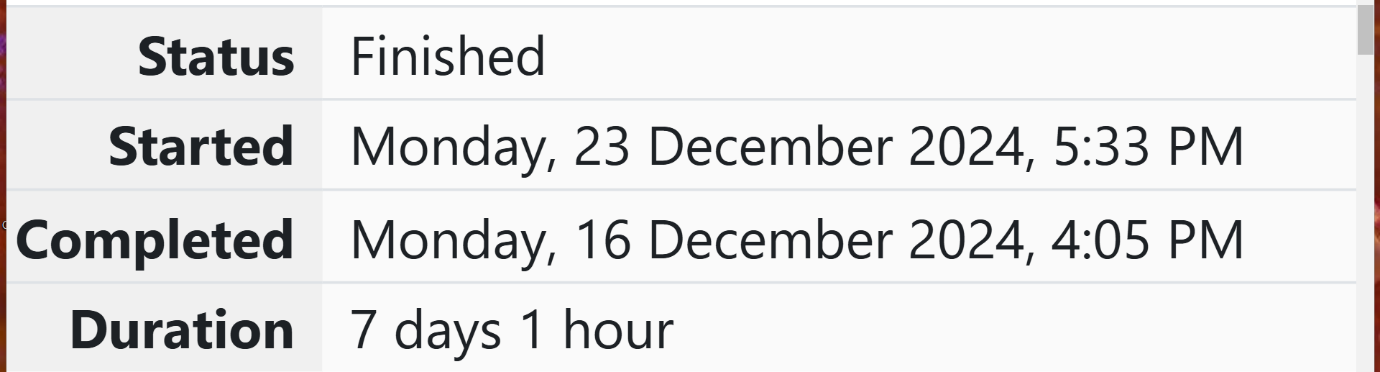 Status Finished
Started Monday, 23 December 2024, 5:33 PM
Completed Monday, 16 December 2024, 4:05 PM
Duration 7 days 1 hour